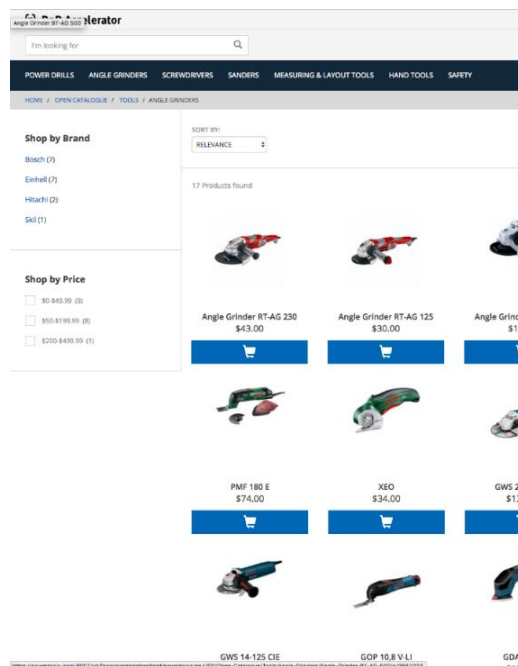 Angle Grinder RT-AG 500
I'm looking for
POWER DRILLS ANGLE GRINDERS SCREWDRIVERS SANDERS MEASURING & LAYOUT TOOLS HAND TOOLS SAFETY
HOME / OPEN CATALOGUE / TOOLS / ANGLE GRINDERS
Shop by Brand
Bosch (7)
Einhell (7)
Hitachi (2)
Skil (1)
Shop by Price
$0-$49.99 (8)
$50-$199.99 (8)
$200-$499.99 (1)
SORT BY:
RELEVANCE
17 Products found
Angle Grinder RT-AG 230 Angle Grinder RT-AG 125 Angle
$43.00 $30.00
PMF 180 E XEO GWS
$74.00 $34.00
GWS 14-125 CIE GOP 10,8 V-LI GDA